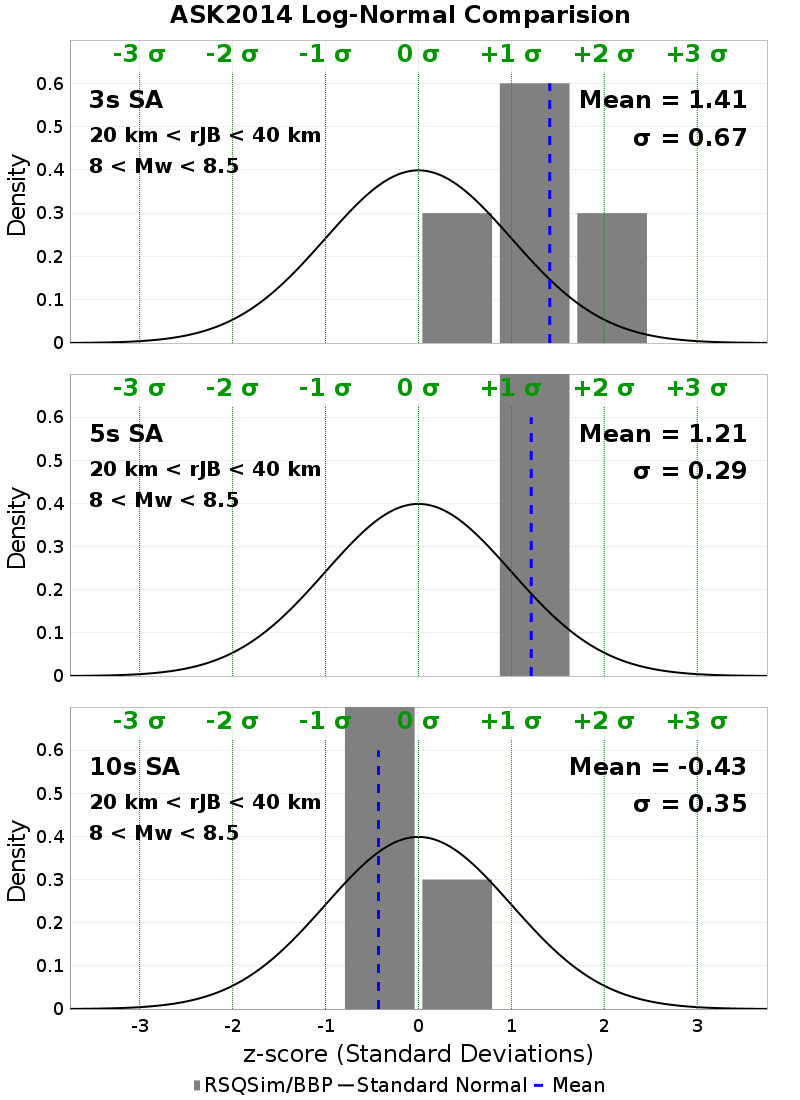 ASK2014 Log-Normal Comparision
-3 σ -2 σ -1 σ 0 σ +1 σ +2 σ +3 σ
0.6
3s SA
Mean = 1.41
0.5
20 km < rJB < 40 km
σ = 0.67
8 < Mw < 8.5
0.4
0.3
0.2
0.1
0
Density
-3 σ -2 σ -1 σ 0 σ +1 σ +2 σ +3 σ
0.6
5s SA
Mean = 1.21
0.5
20 km < rJB < 40 km
σ = 0.29
8 < Mw < 8.5
0.4
0.3
0.2
0.1
0
Density
-3 σ -2 σ -1 σ 0 σ +1 σ +2 σ +3 σ
0.6
10s SA
Mean = -0.43
0.5
20 km < rJB < 40 km
σ = 0.35
8 < Mw < 8.5
0.4
0.3
0.2
0.1
0
Density
-3 -2 -1 0 1 2 3
z-score (Standard Deviations)
RSQSim/BBP Standard Normal Mean